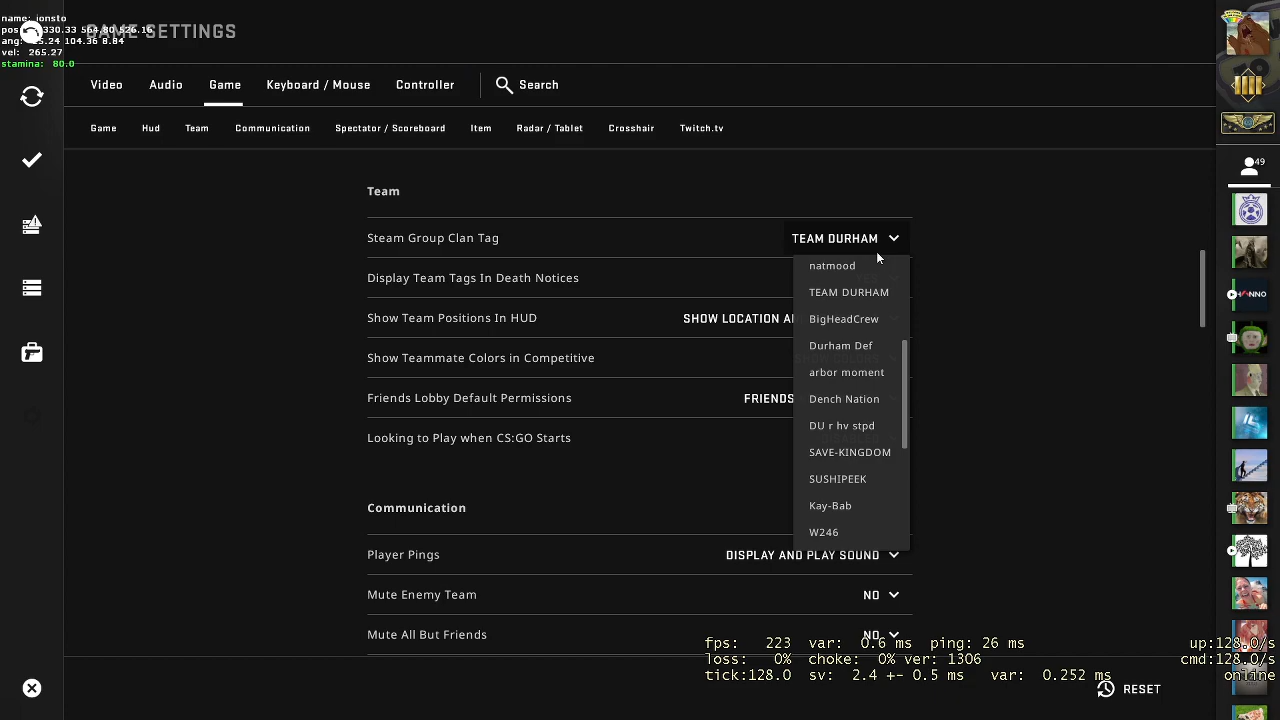 name: ionsto
ang: 104.36 8.84
vel: 265.27
stamina: 80.0
SETTINGS
Video
Audio
Game
Keyboard / Mouse
Controller
Search
Game
Hud
Team
Communication
Spectator / Scoreboard
Item
Radar / Tablet
Crosshair
Twitch.tv
49
Team
Steam Group Clan Tag
TEAM DURHAM
Display Team Tags In Death Notices
Show Team Positions In HUD
SHOW LOCATION
Show Teammate Colors in Competitive
Friends Lobby Default Permissions
FRIENDS
Looking to Play when CS:GO Starts
natmood
TEAM DURHAM
BigHeadCrew
Durham Def
arbor moment
Dench Nation
DU r hv stpd
SAVE-KINGDOM
SUSHIPEEK
Kay-Bab
W246
Communication
Player Pings
DISPLAY AND PLAY SOUND
Mute Enemy Team
NO
Mute All But Friends
NO
fps: 223 var: 0.6 ms ping: 26 ms
loss: 0% choke: 0% ver: 1306
tick:128.0 sv: 2.4 +- 0.5 ms var: 0.252 ms
up:128.0/s
cmd:128.0/s
online
RESET